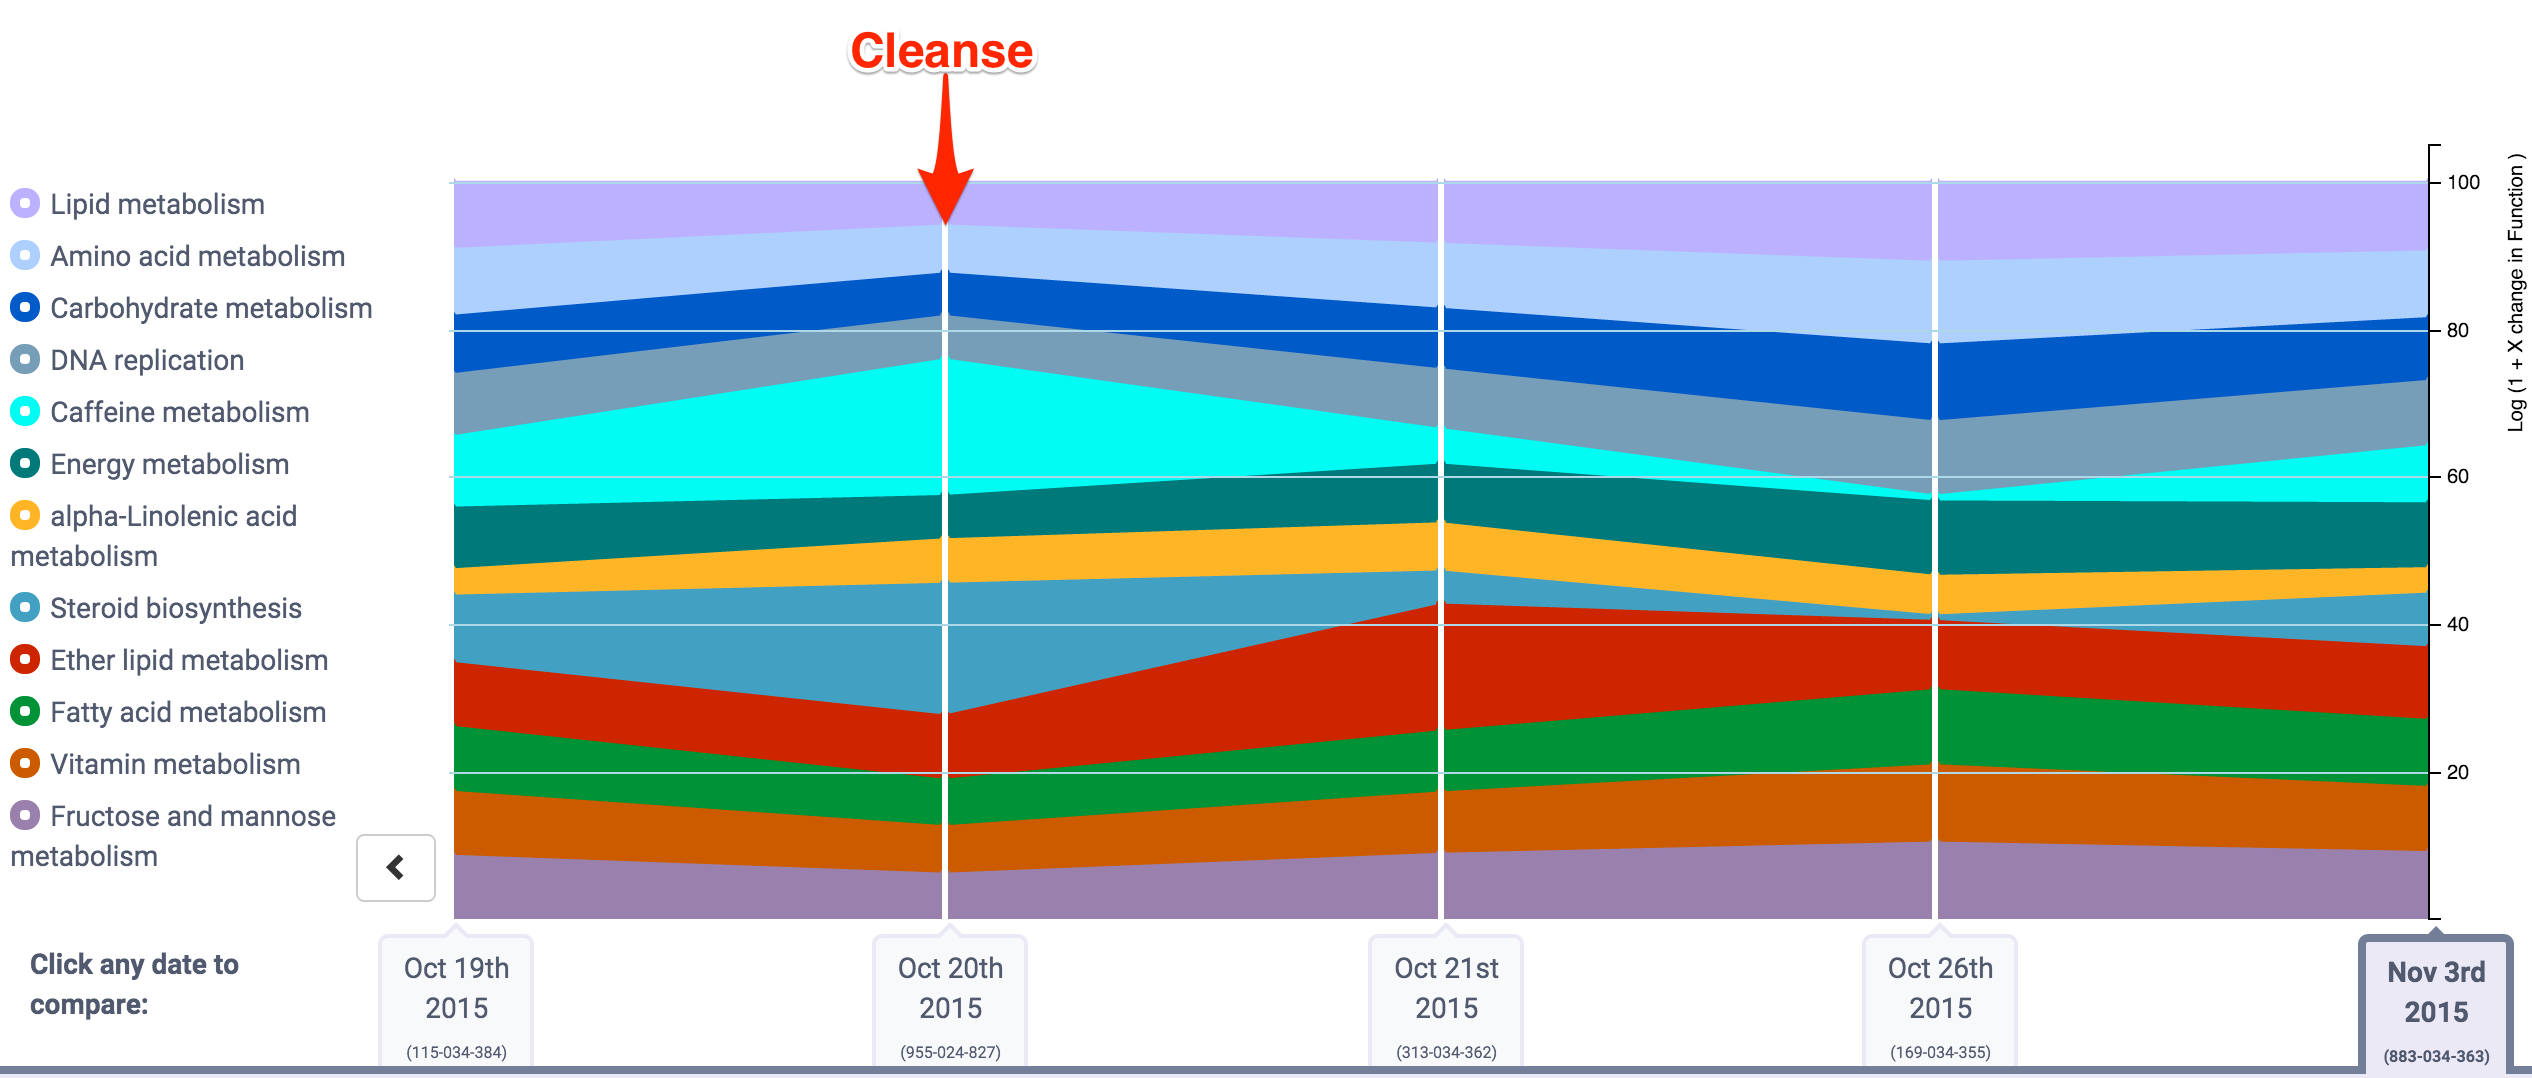 Cleanse
Lipid metabolism
Amino acid metabolism
Carbohydrate metabolism
DNA replication
Caffeine metabolism
Energy metabolism
alpha-Linolenic acid
metabolism
Steroid biosynthesis
Ether lipid metabolism
Fatty acid metabolism
Vitamin metabolism
Fructose and mannose
metabolism
100
80
60
40
20
Log (1 + X change in Function )
Click any date to
compare:
Oct 19th
2015
(115-034-384)
Oct 20th
2015
(955-024-827)
Oct 21st
2015
(313-034-362)
Oct 26th
2015
(169-034-355)
Nov 3rd
2015
(883-034-363)